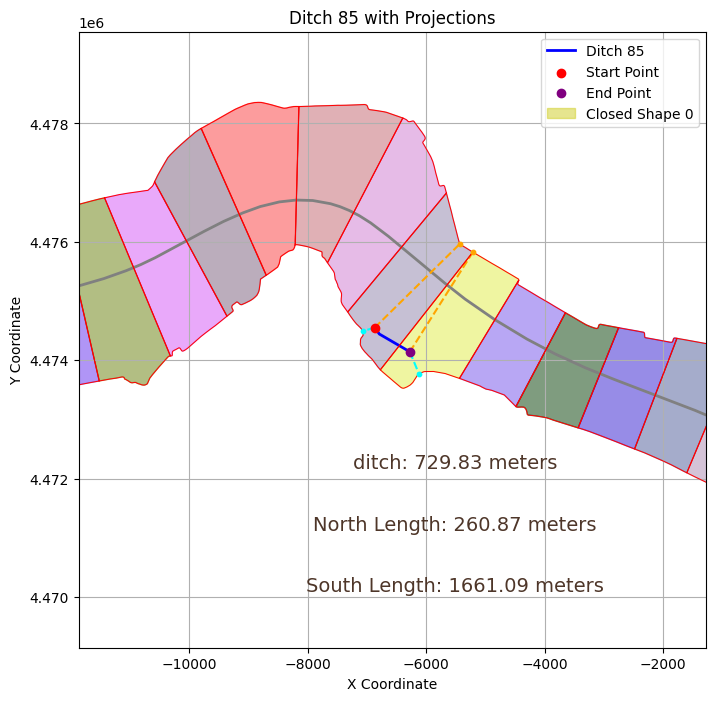 Ditch 85 with Projections
1e6
Ditch 85
Start Point
End Point
Closed Shape 0
4.478
4.476
4.474
4.472
4.470
Y Coordinate
ditch: 729.83 meters
North Length: 260.87 meters
South Length: 1661.09 meters
−10000 −8000 −6000 −4000 −2000
X Coordinate